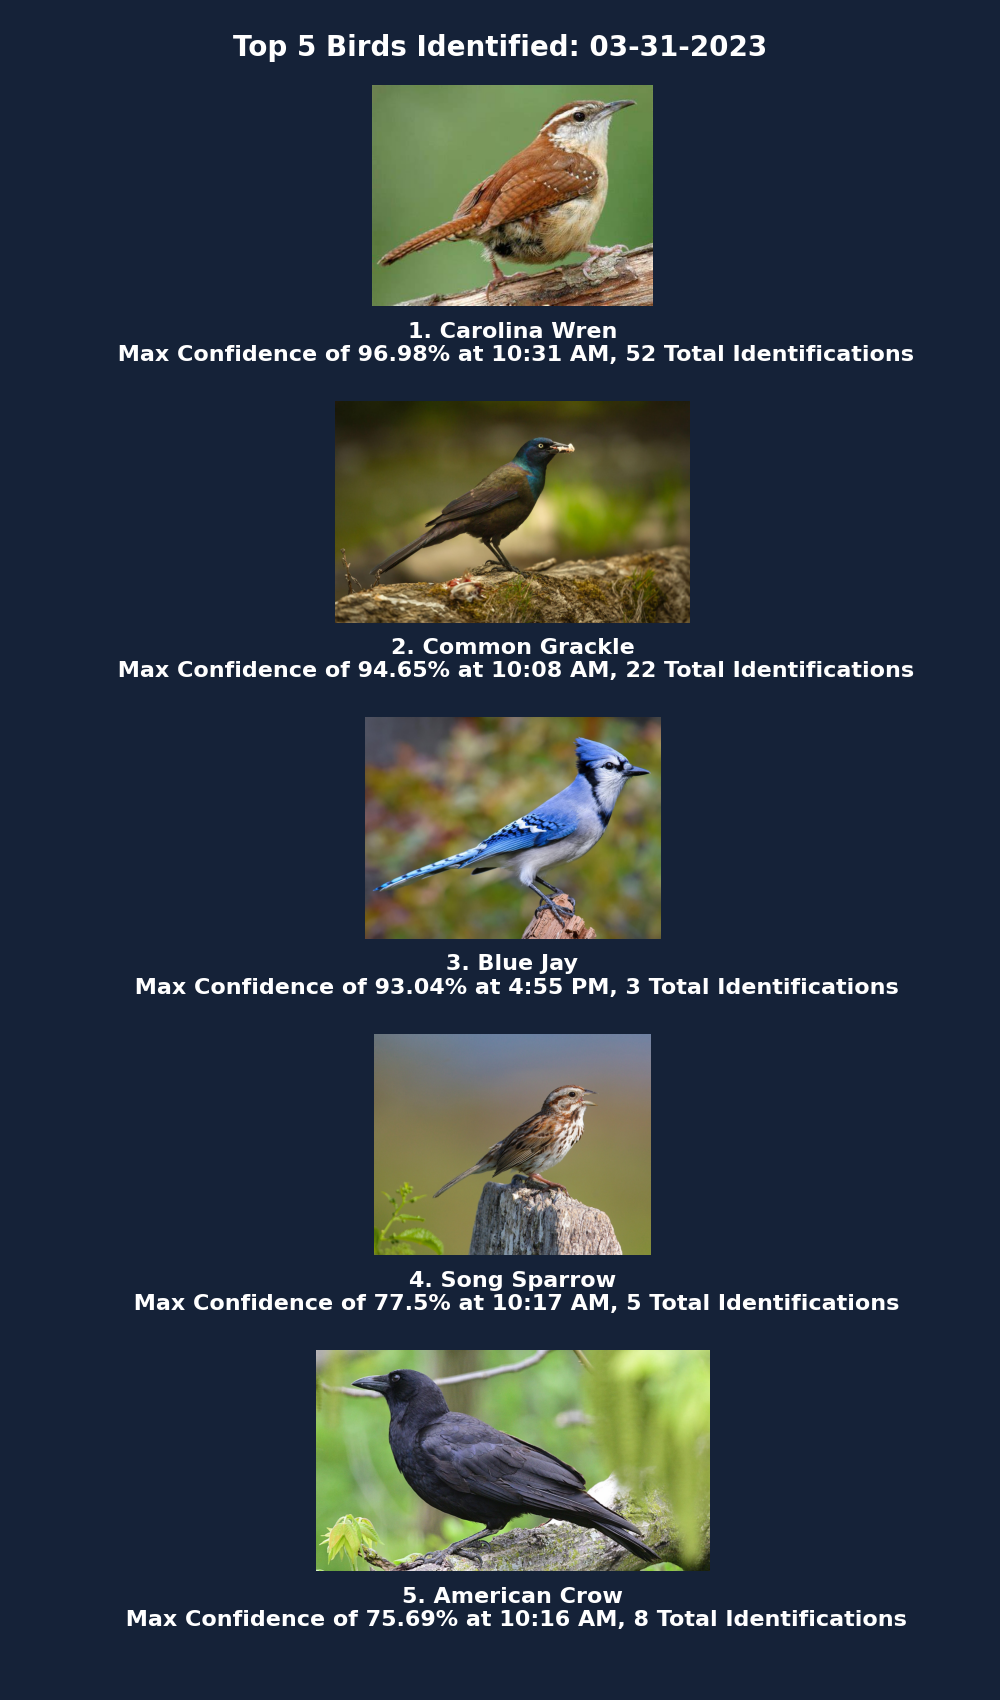 Top 5 Birds Identified: 03-31-2023
1. Carolina Wren
Max Confidence of 96.98% at 10:31 AM, 52 Total Identifications
2. Common Grackle
Max Confidence of 94.65% at 10:08 AM, 22 Total Identifications
3. Blue Jay
Max Confidence of 93.04% at 4:55 PM, 3 Total Identifications
4. Song Sparrow
Max Confidence of 77.5% at 10:17 AM, 5 Total Identifications
5. American Crow
Max Confidence of 75.69% at 10:16 AM, 8 Total Identifications